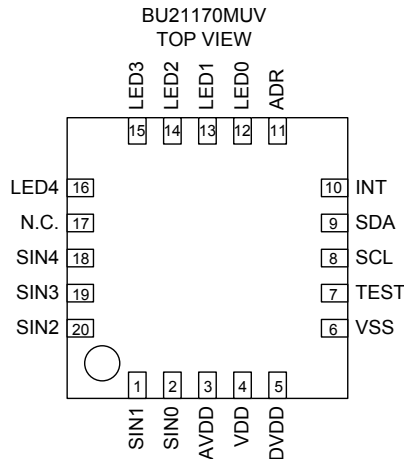 BU21170MUV
TOP VIEW
LED3 LED2 LED1 LED0 ADR
15 14 13 12 11
LED4 16 10 INT
N.C. 17 9 SDA
SIN4 18 8 SCL
SIN3 19 7 TEST
SIN2 20 6 VSS
1 2 3 4 5
SIN1 SIN0 AVDD VDD DVDD